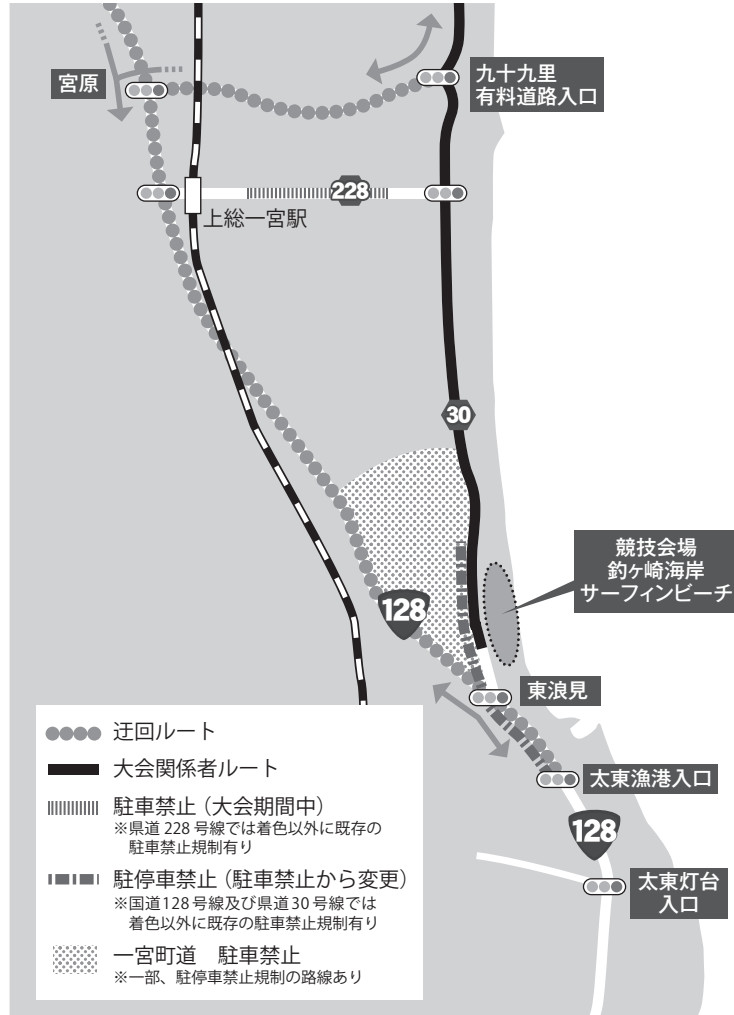 宮原
九十九里
有料道路入口
228
上総一宮駅
30
競技会場
釣ヶ崎海岸
サーフィンビーチ
128
東浪見
太東漁港入口
128
太東灯台
入口
迂回ルート
大会関係者ルート
駐車禁止（大会期間中）
※県道 228 号線では着色以外に既存の
駐車禁止規制有り
駐停車禁止（駐車禁止から変更）
※国道128号線及び県道30号線では
着色以外に既存の駐車禁止規制有り
一宮町道　駐車禁止
※一部、駐停車禁止規制の路線あり